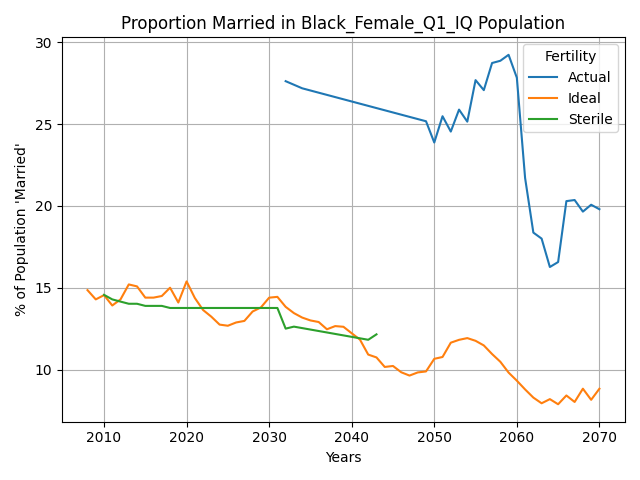 Proportion Married in Black_Female_Q1_IQ Population
% of Population 'Married'
30
25
20
15
10
Fertility
Actual
Ideal
Sterile
2010 2020 2030 2040 2050 2060 2070
Years